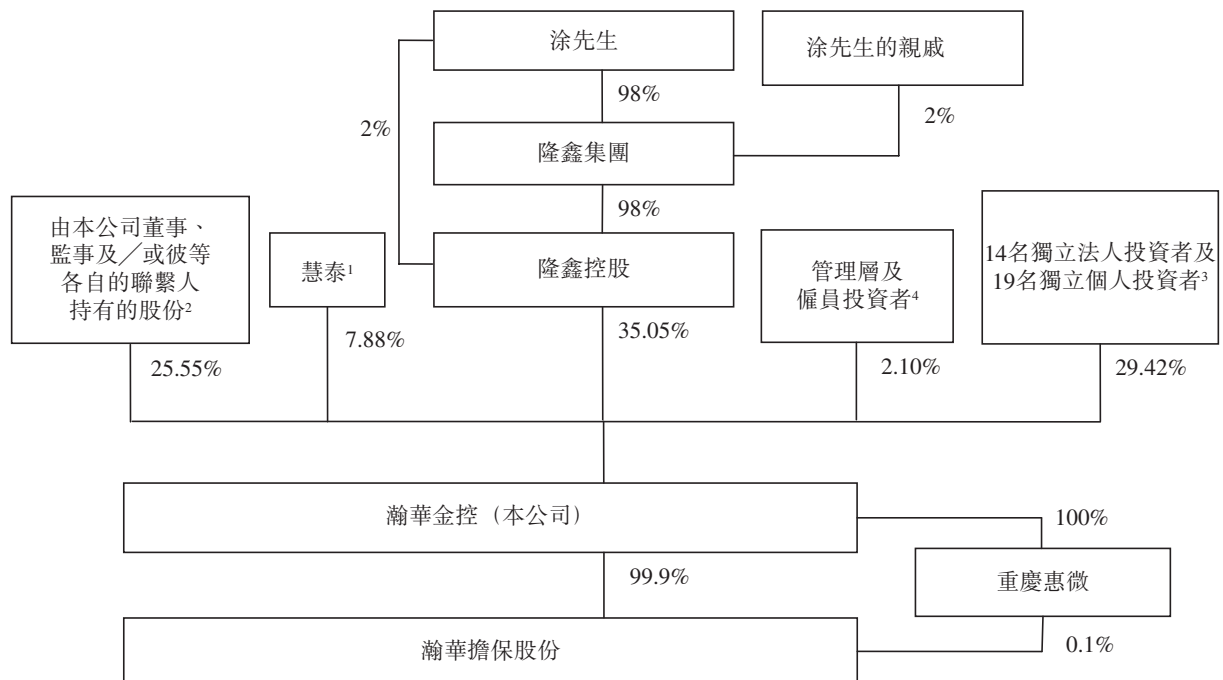 涂先生
涂先生的親戚
98%
2%
2%
隆鑫集團
98%
由本公司董事、
監事及╱或彼等
各自的聯繫人
持有的股份2
慧泰1
隆鑫控股
管理層及
僱員投資者4
14名獨立法人投資者及
19名獨立個人投資者3
25.55%
7.88%
35.05%
2.10%
29.42%
瀚華金控（本公司）
100%
99.9%
重慶惠微
瀚華擔保股份
0.1%